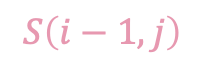 S(i − 1, j)